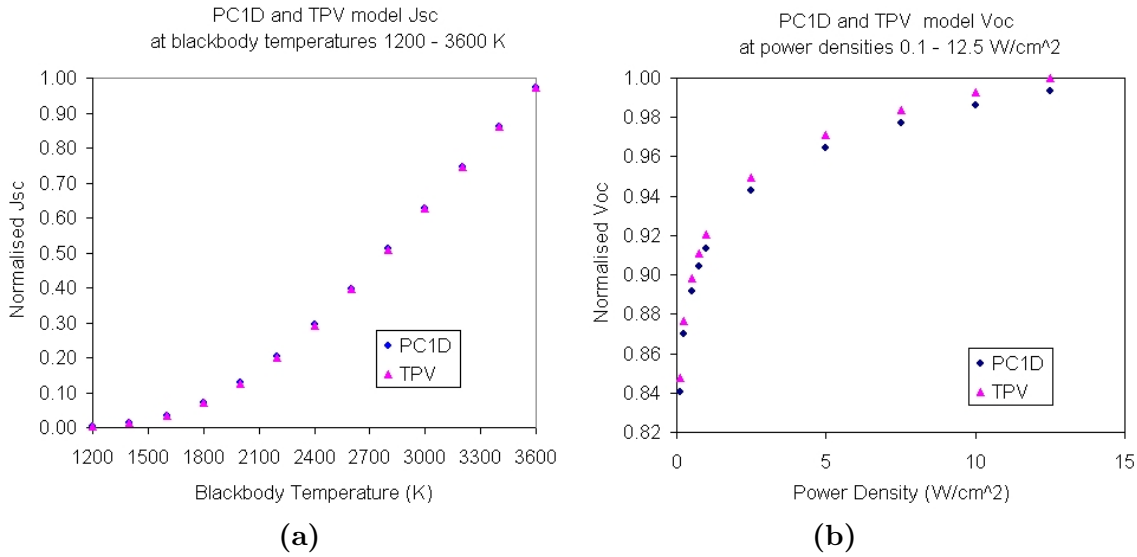 PC1D and TPV model Jsc
at blackbody temperatures 1200 - 3600 K
1.00
0.90
0.80
0.70
0.60
0.50
0.40
0.30
0.20
0.10
0.00
Normalised Jsc
PC1D
TPV
1200 1500 1800 2100 2400 2700 3000 3300 3600
Blackbody Temperature (K)
(a)
PC1D and TPV model Voc
at power densities 0.1 - 12.5 W/cm^2
1.00
0.98
0.96
0.94
0.92
0.90
0.88
0.86
0.84
0.82
Normalised Voc
PC1D
TPV
0 5 10 15
Power Density (W/cm^2)
(b)